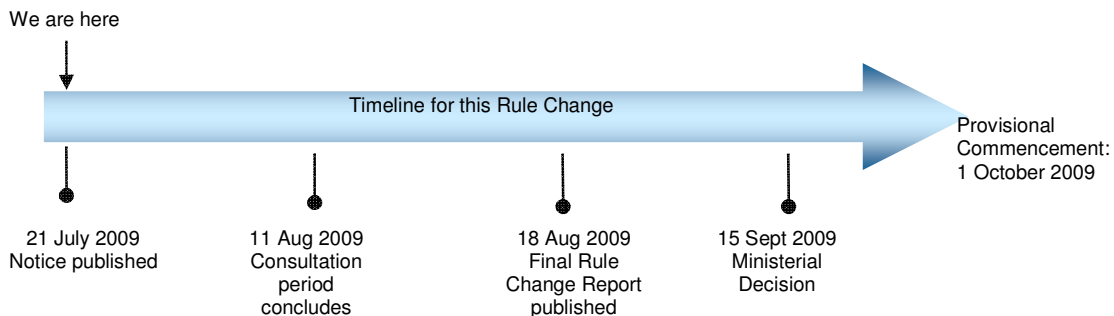 We are here
Timeline for this Rule Change
Provisional
Commencement:
1 October 2009
21 July 2009
Notice published
11 Aug 2009
Consultation
period
concludes
18 Aug 2009
Final Rule
Change Report
published
15 Sept 2009
Ministerial
Decision